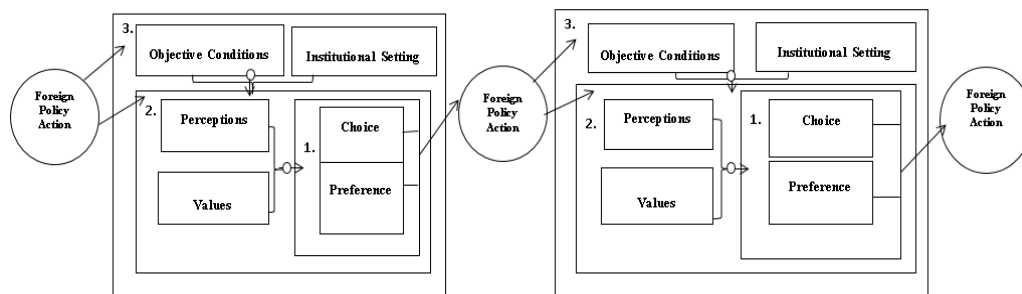 Foreign
Policy
Action
3.
Objective Conditions
Institutional Setting
2.
Perceptions
Values
1.
Choice
Preference
Foreign
Policy
Action
3.
Objective Conditions
Institutional Setting
2.
Perceptions
Values
1.
Choice
Preference
Foreign
Policy
Action